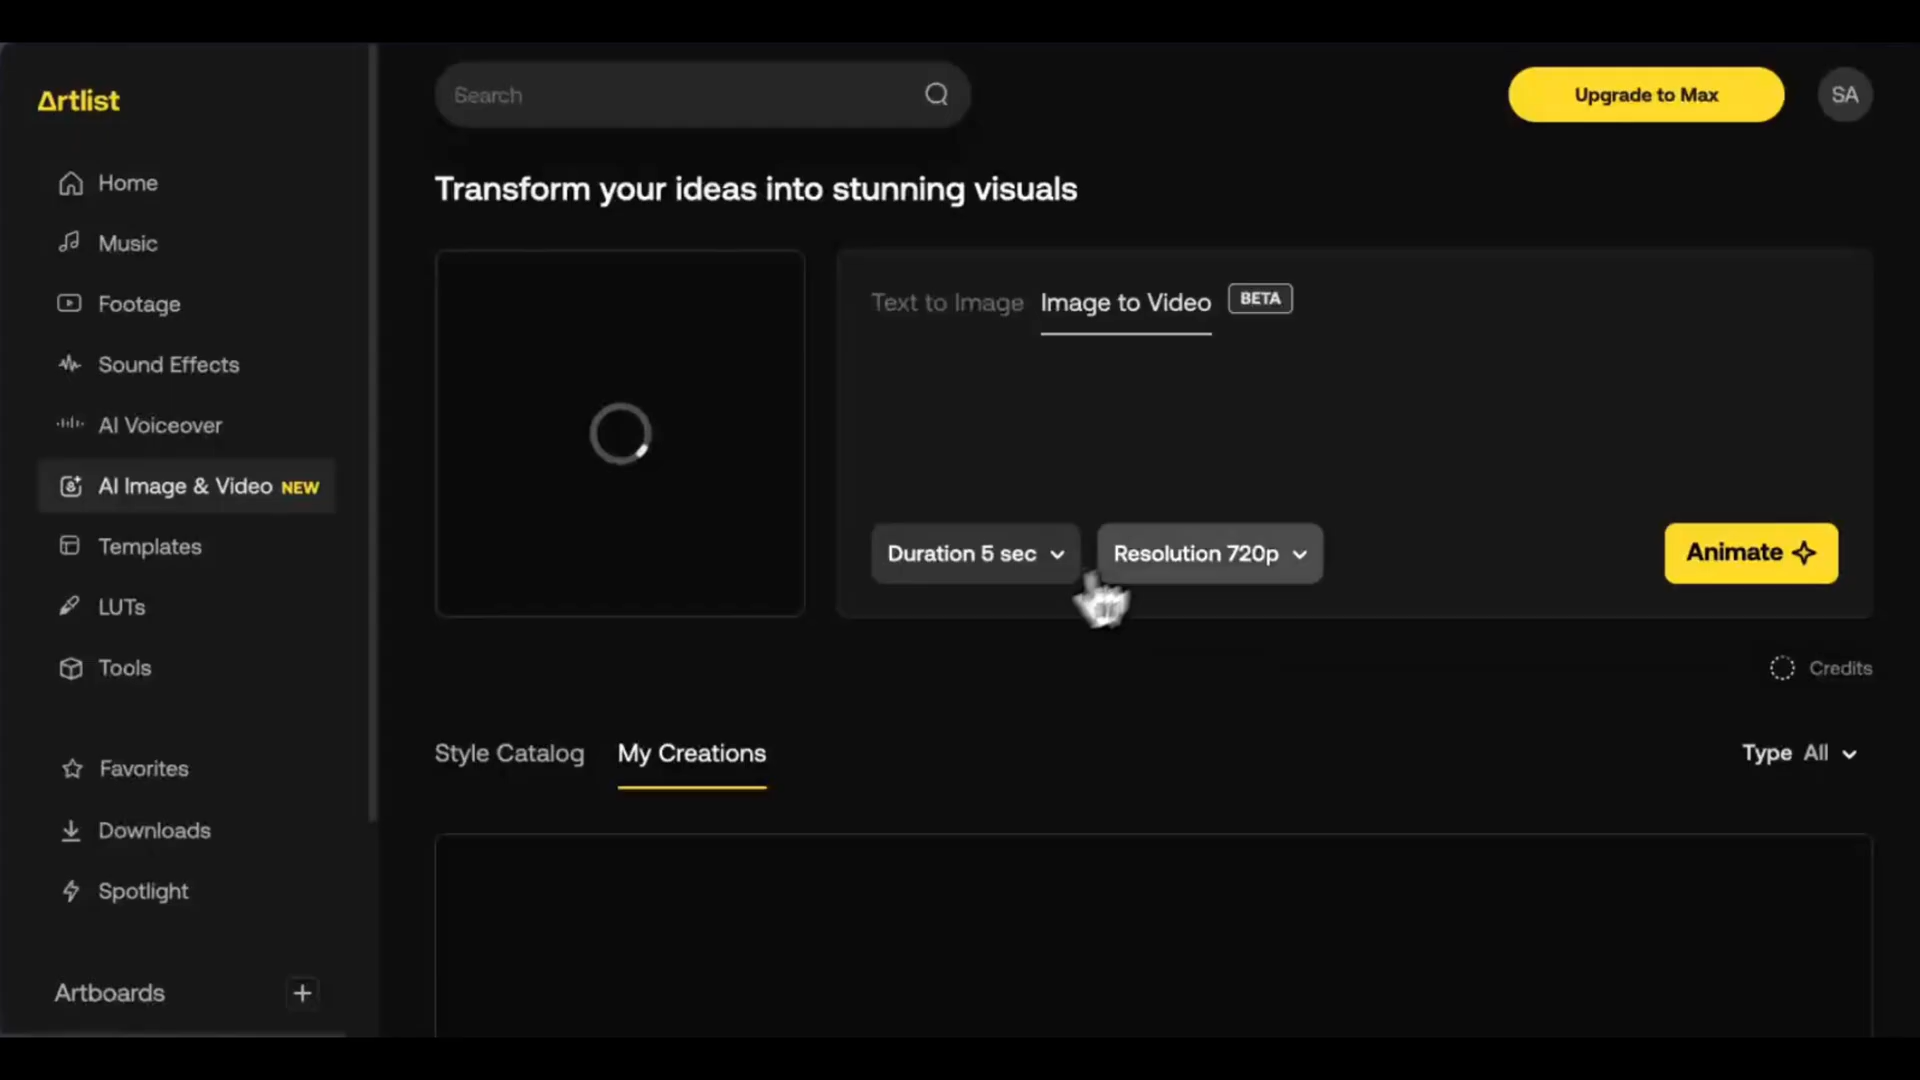 Artlist
Search
Upgrade to Max
SA
Home
Music
Footage
Sound Effects
AI Voiceover
AI Image & Video NEW
Templates
LUTs
Tools
Favorites
Downloads
Spotlight
Artboards
Transform your ideas into stunning visuals
Text to Image
Image to Video
BETA
Duration 5 sec
Resolution 720p
Animate
Credits
Style Catalog
My Creations
Type All